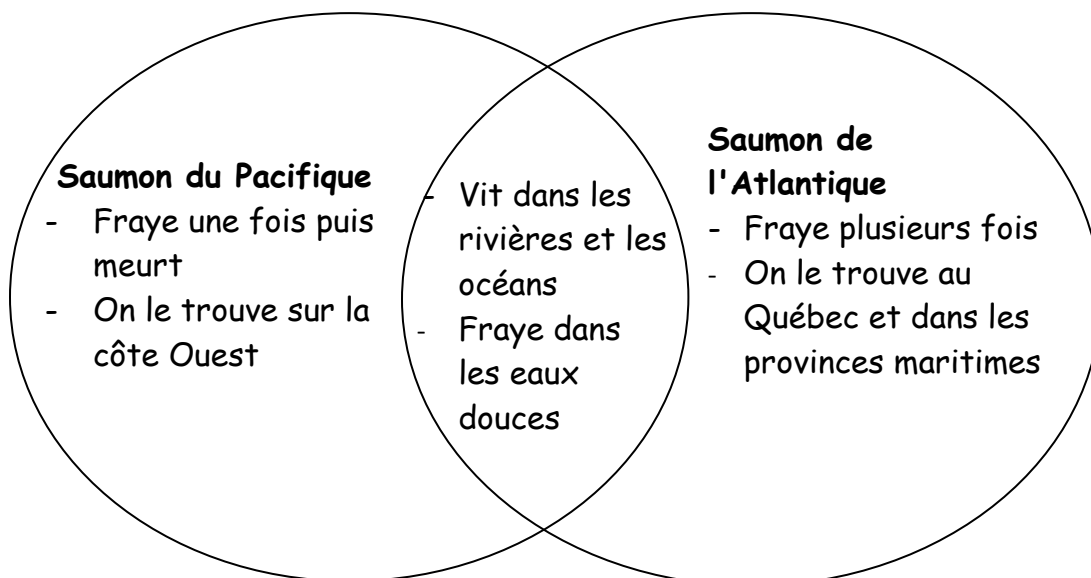 Saumon du Pacifique
- Fraye une fois puis
meurt
- On le trouve sur la
côte Ouest
- Vit dans les
rivières et les
océans
- Fraye dans
les eaux
douces
Saumon de
l'Atlantique
- Fraye plusieurs fois
- On le trouve au
Québec et dans les
provinces maritimes